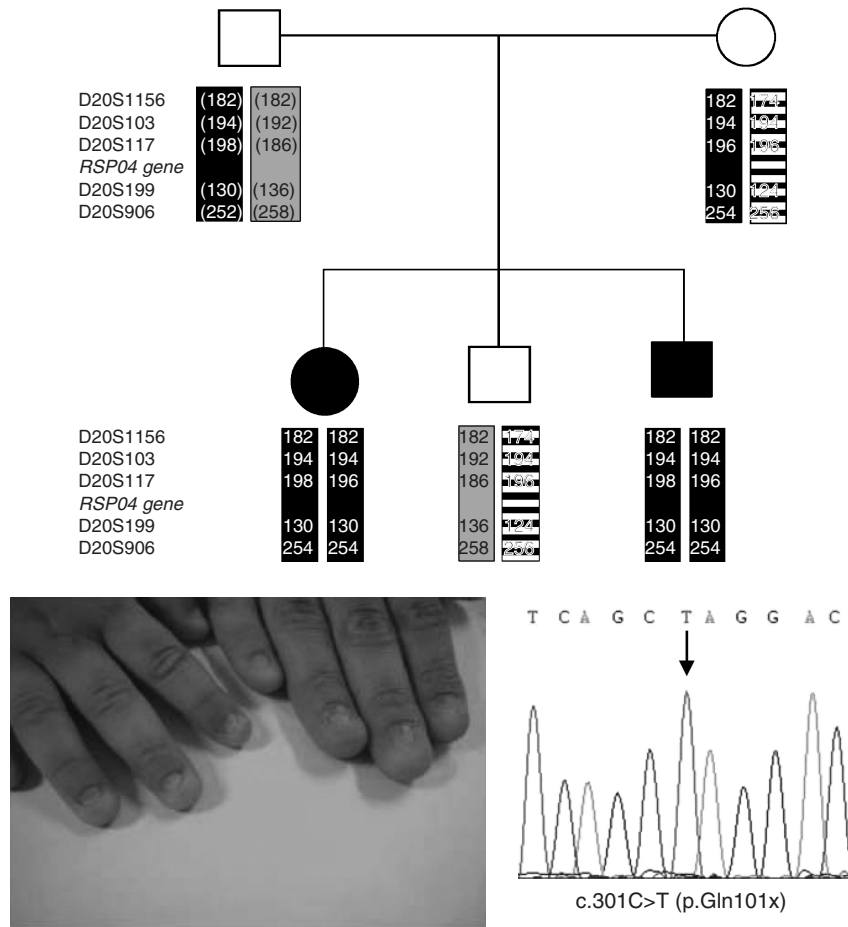 D20S1156 (182) (182) 182 174
D20S103 (194) (192) 194 194
D20S117 (198) (186) 196 196
RSP04 gene
D20S199 (130) (136) 130 124
D20S906 (252) (258) 254 256
D20S1156 182 182 182 174 182 182
D20S103 194 194 192 194 194 194
D20S117 198 196 186 196 198 196
RSP04 gene
D20S199 130 130 136 124 130 130
D20S906 254 254 258 256 254 254
T C A G C T A G G A C
c.301C>T (p.Gln101x)